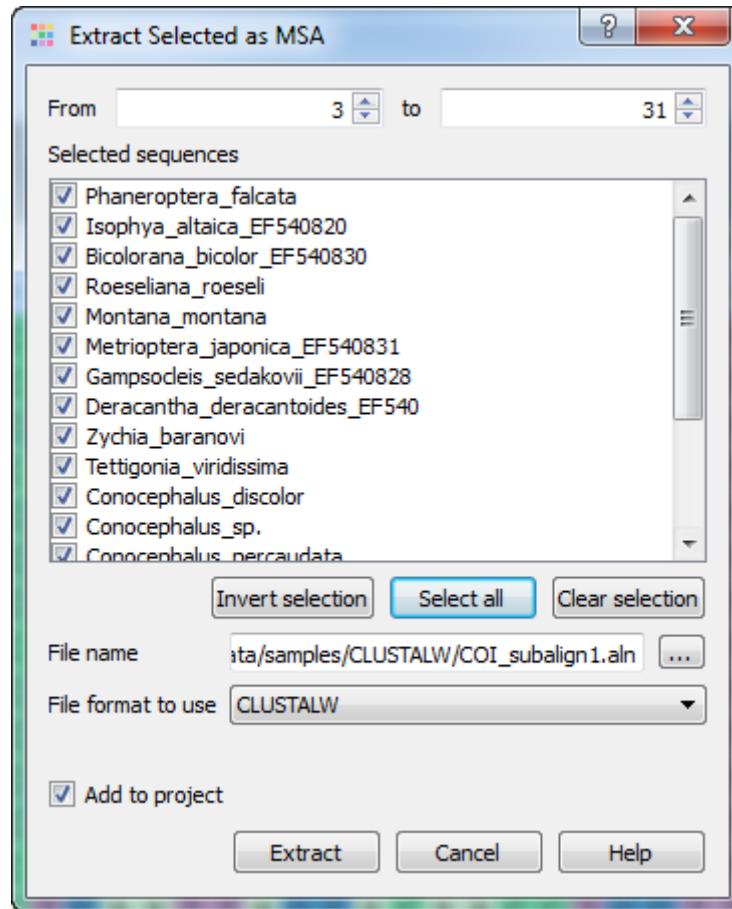 Extract Selected as MSA
From 3 to 31
Selected sequences
Phaneroptera_falcata
Isophya_altaica_EF540820
Bicolorana_bicolor_EF540830
Roeseliana_roeseli
Montana_montana
Metrioptera_japonica_EF540831
Gampsocleis_sedakovii_EF540828
Deracantha_deracantoides_EF540
Zychia_baranovi
Tettigonia_viridissima
Conocephalus_discolor
Conocephalus_sp.
Conocephalus_percaudata
Invert selection Select all Clear selection
File name ata/samples/CLUSTALW/COI_subalign1.aln ...
File format to use CLUSTALW
Add to project
Extract Cancel Help